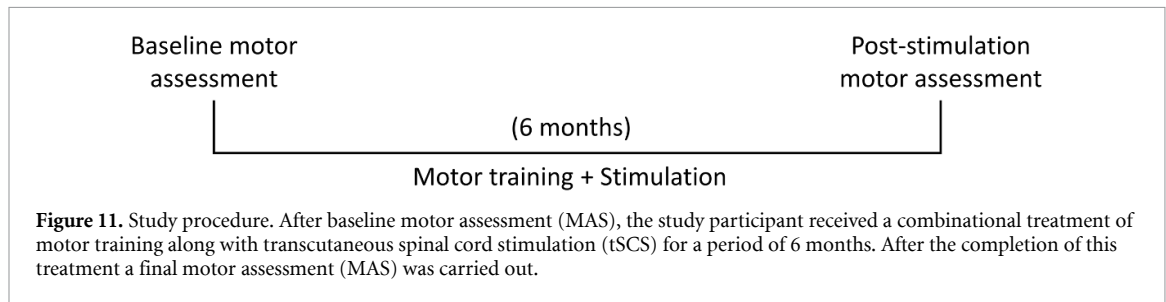 Baseline motor
assessment
Post-stimulation
motor assessment
(6 months)
Motor training + Stimulation
Figure 11. Study procedure. After baseline motor assessment (MAS), the study participant received a combinational treatment of
motor training along with transcutaneous spinal cord stimulation (tSCS) for a period of 6 months. After the completion of this
treatment a final motor assessment (MAS) was carried out.